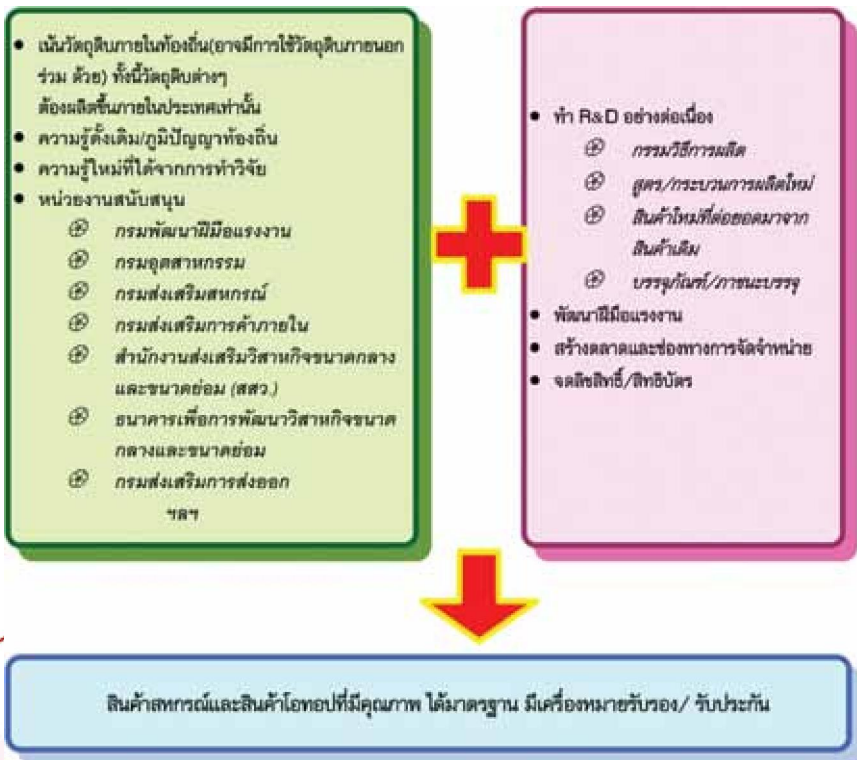 • เน้นวัตถุดิบภายในท้องถิ่น(อาจมีการใช้วัตถุดิบภายนอก
ร่วม ด้วย) ทั้งนี้วัตถุดิบต่างๆ
ต้องผลิตขึ้นภายในประเทศเท่านั้น
• ความรู้ดั้งเดิม/ภูมิปัญญาท้องถิ่น
• ความรู้ใหม่ที่ได้จากการทำวิจัย
• หน่วยงานสนับสนุน
กรมพัฒนาฝีมือแรงงาน
กรมอุตสาหกรรม
กรมส่งเสริมสหกรณ์
กรมส่งเสริมการค้าภายใน
สำนักงานส่งเสริมวิสาหกิจขนาดกลาง
และขนาดย่อม (สสว.)
ธนาคารเพื่อการพัฒนาวิสาหกิจขนาด
กลางและขนาดย่อม
กรมส่งเสริมการส่งออก
ฯลฯ
• ทำ R&D อย่างต่อเนื่อง
กรรมวิธีการผลิต
สูตร/กระบวนการผลิตใหม่
สินค้าใหม่ที่ต่อยอดมาจาก
สินค้าเดิม
บรรจุภัณฑ์/ภาชนะบรรจุ
• พัฒนาฝีมือแรงงาน
• สร้างตลาดและช่องทางการจัดจำหน่าย
• จดลิขสิทธิ์/สิทธิบัตร
สินค้าสหกรณ์และสินค้าโอทอปที่มีคุณภาพ ได้มาตรฐาน มีเครื่องหมายรับรอง/ รับประกัน